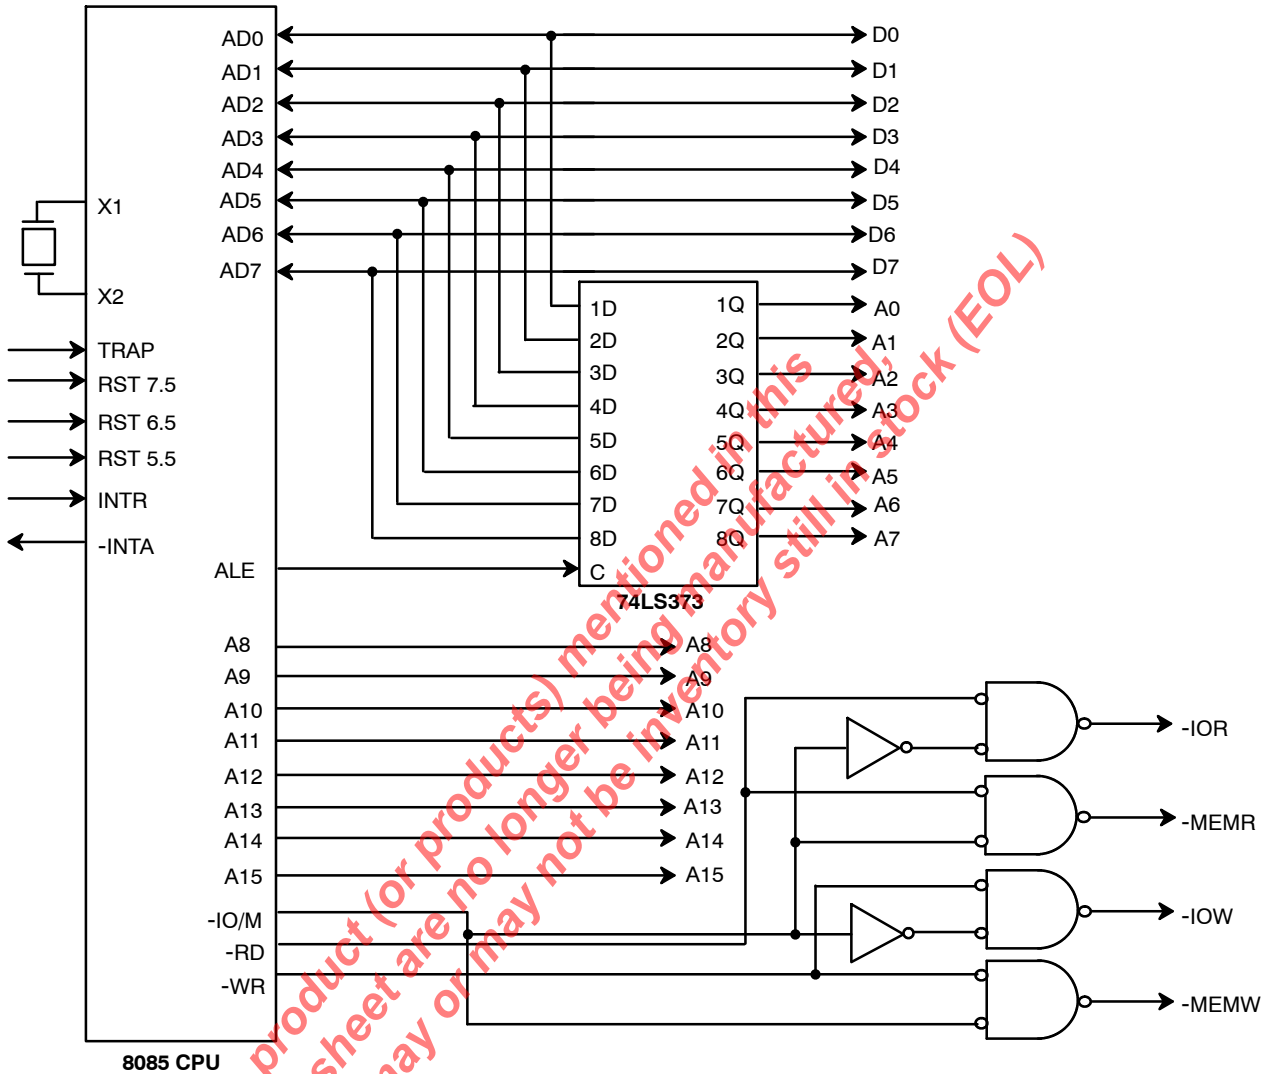 AD0
AD1
AD2
AD3
AD4
AD5
AD6
AD7
D0
D1
D2
D3
D4
D5
D6
D7
X1
X2
TRAP
RST 7.5
RST 6.5
RST 5.5
INTR
-INTA
1D
2D
3D
4D
5D
6D
7D
8D
C
1Q
2Q
3Q
4Q
5Q
6Q
7Q
8Q
A0
A1
A2
A3
A4
A5
A6
A7
ALE
74LS373
A8
A9
A10
A11
A12
A13
A14
A15
A8
A9
A10
A11
A12
A13
A14
A15
-IO/M
-RD
-WR
-IOR
-MEMR
-IOW
-MEMW
8085 CPU
product (or products) mentioned in this
sheet are no longer being manufactured,
may or may not be inventory still in stock (EOL)